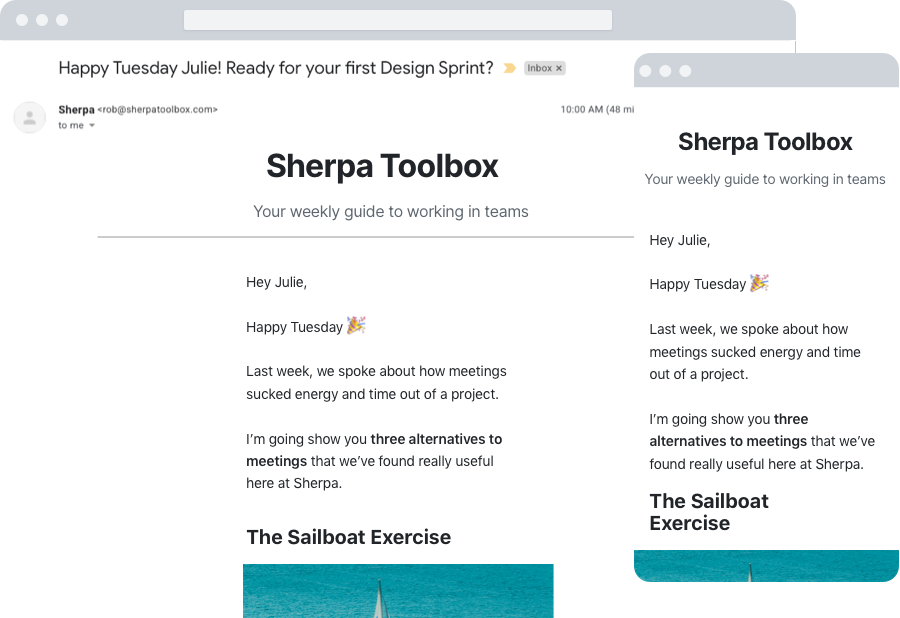 Happy Tuesday Julie! Ready for your first Design Sprint?
Inbox ×
Sherpa <rob@sherpatoolbox.com>
10:00 AM (48 mi
to me
Sherpa Toolbox
Your weekly guide to working in teams
Hey Julie,
Happy Tuesday 🎉
Last week, we spoke about how meetings
sucked energy and time out of a project.
I’m going show you three alternatives to
meetings that we’ve found really useful
here at Sherpa.
The Sailboat Exercise
Sherpa Toolbox
Your weekly guide to working in teams
Hey Julie,
Happy Tuesday 🎉
Last week, we spoke about how
meetings sucked energy and time
out of a project.
I’m going show you three
alternatives to meetings that we’ve
found really useful here at Sherpa.
The Sailboat
Exercise